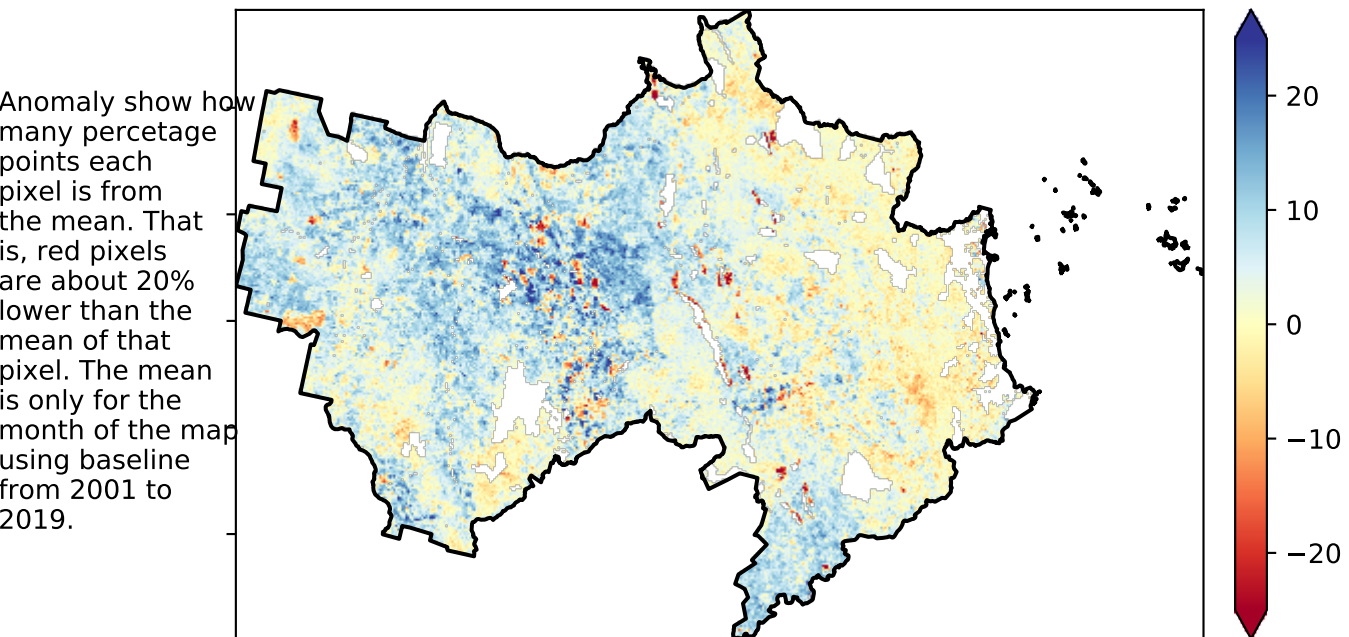 Anomaly show how
many percetage
points each
pixel is from
the mean. That
is, red pixels
are about 20%
lower than the
mean of that
pixel. The mean
is only for the
month of the map
using baseline
from 2001 to
2019.
20
10
0
−10
−20